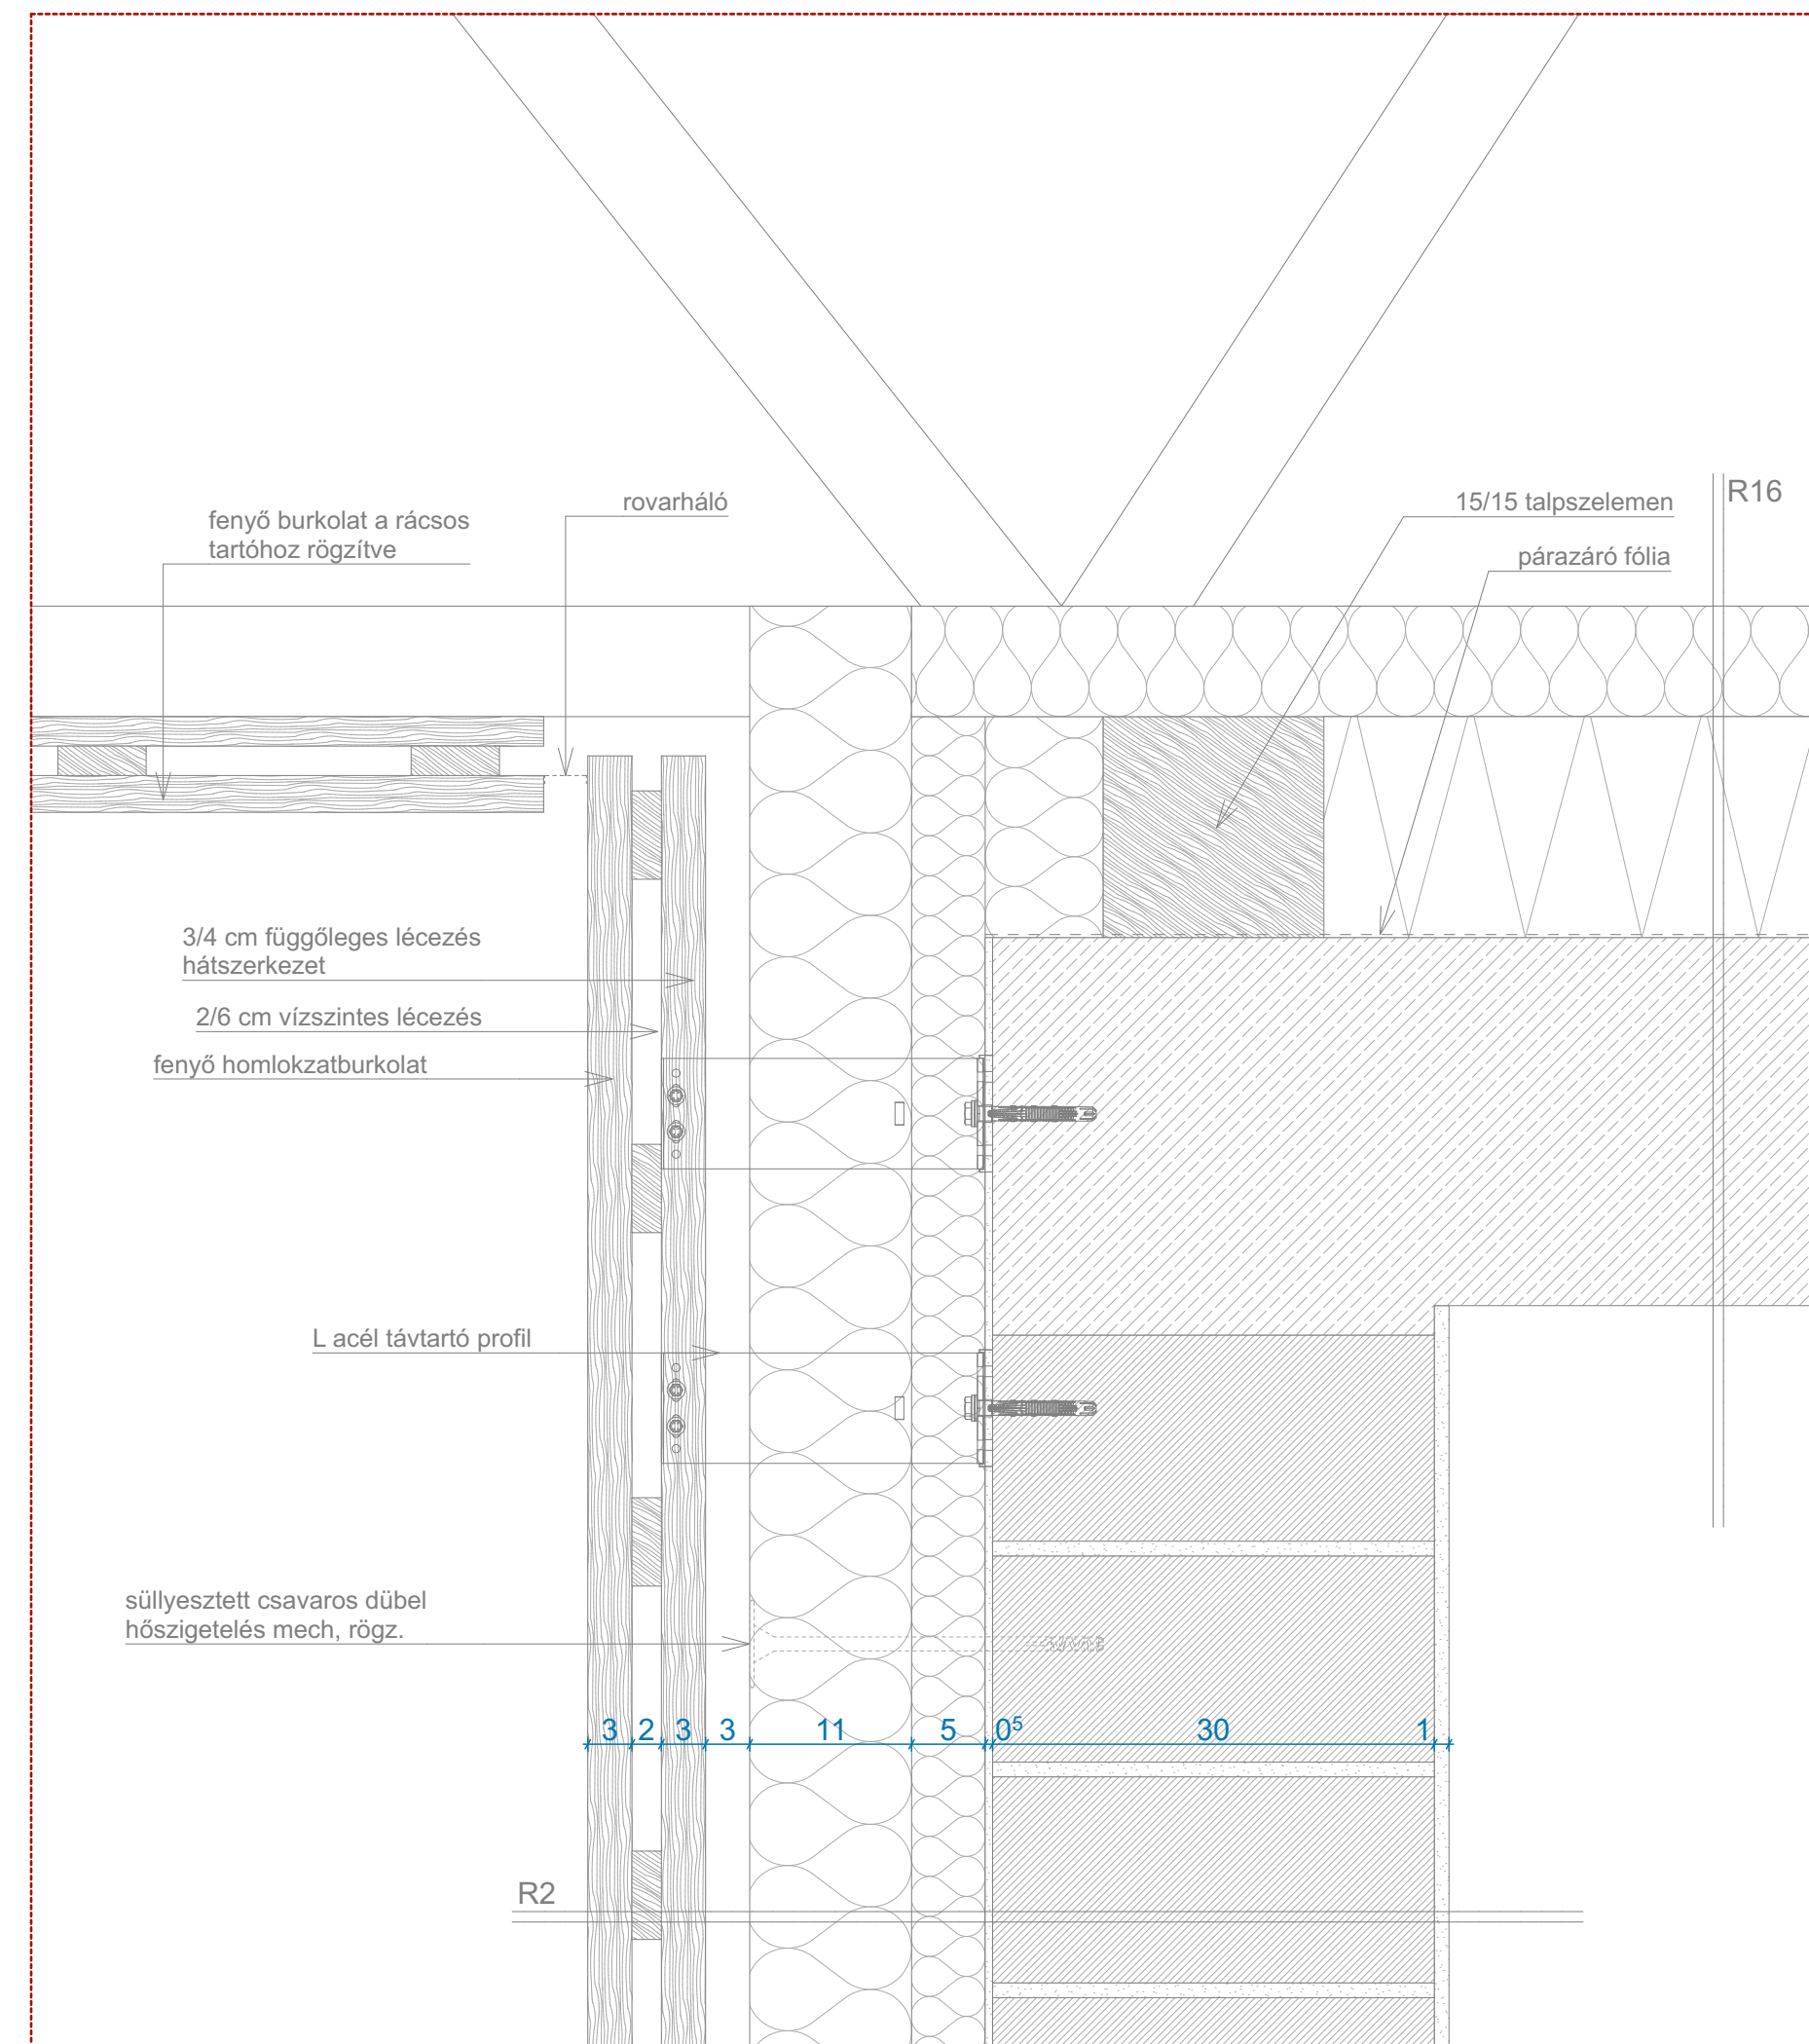 R16
rovarháló
15/15 talpszelemen
fenyő burkolat a rácsos
tartóhoz rögzítve
párazáró fólia
3/4 cm függőleges lécezés
hátszerkezet
2/6 cm vízszintes lécezés
fenyő homlokzatburkolat
L acél távtartó profil
süllyesztett csavaros dübel
hőszigetelés mech, rögz.
3 2 3 3 11 5 0⁵ 30 1
R2